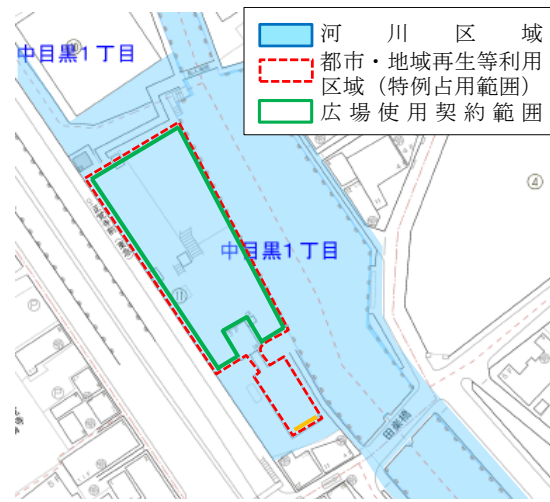 河川区域
都市・地域再生等利用
区域（特例占用範囲）
広場使用契約範囲
中目黒1丁目
④
中目黒1丁目
⑪
田楽橋